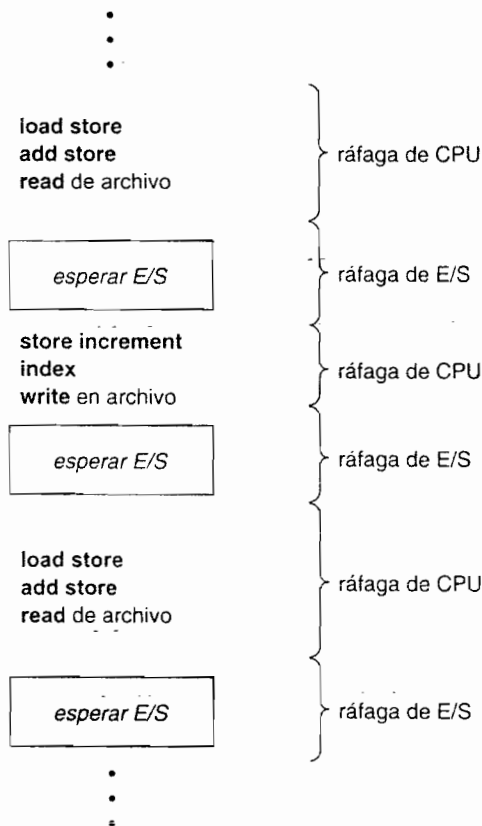 load store
add store
read de archivo
ráfaga de CPU
esperar E/S
ráfaga de E/S
store increment
index
write en archivo
ráfaga de CPU
esperar E/S
ráfaga de E/S
load store
add store
read de archivo
ráfaga de CPU
esperar E/S
ráfaga de E/S